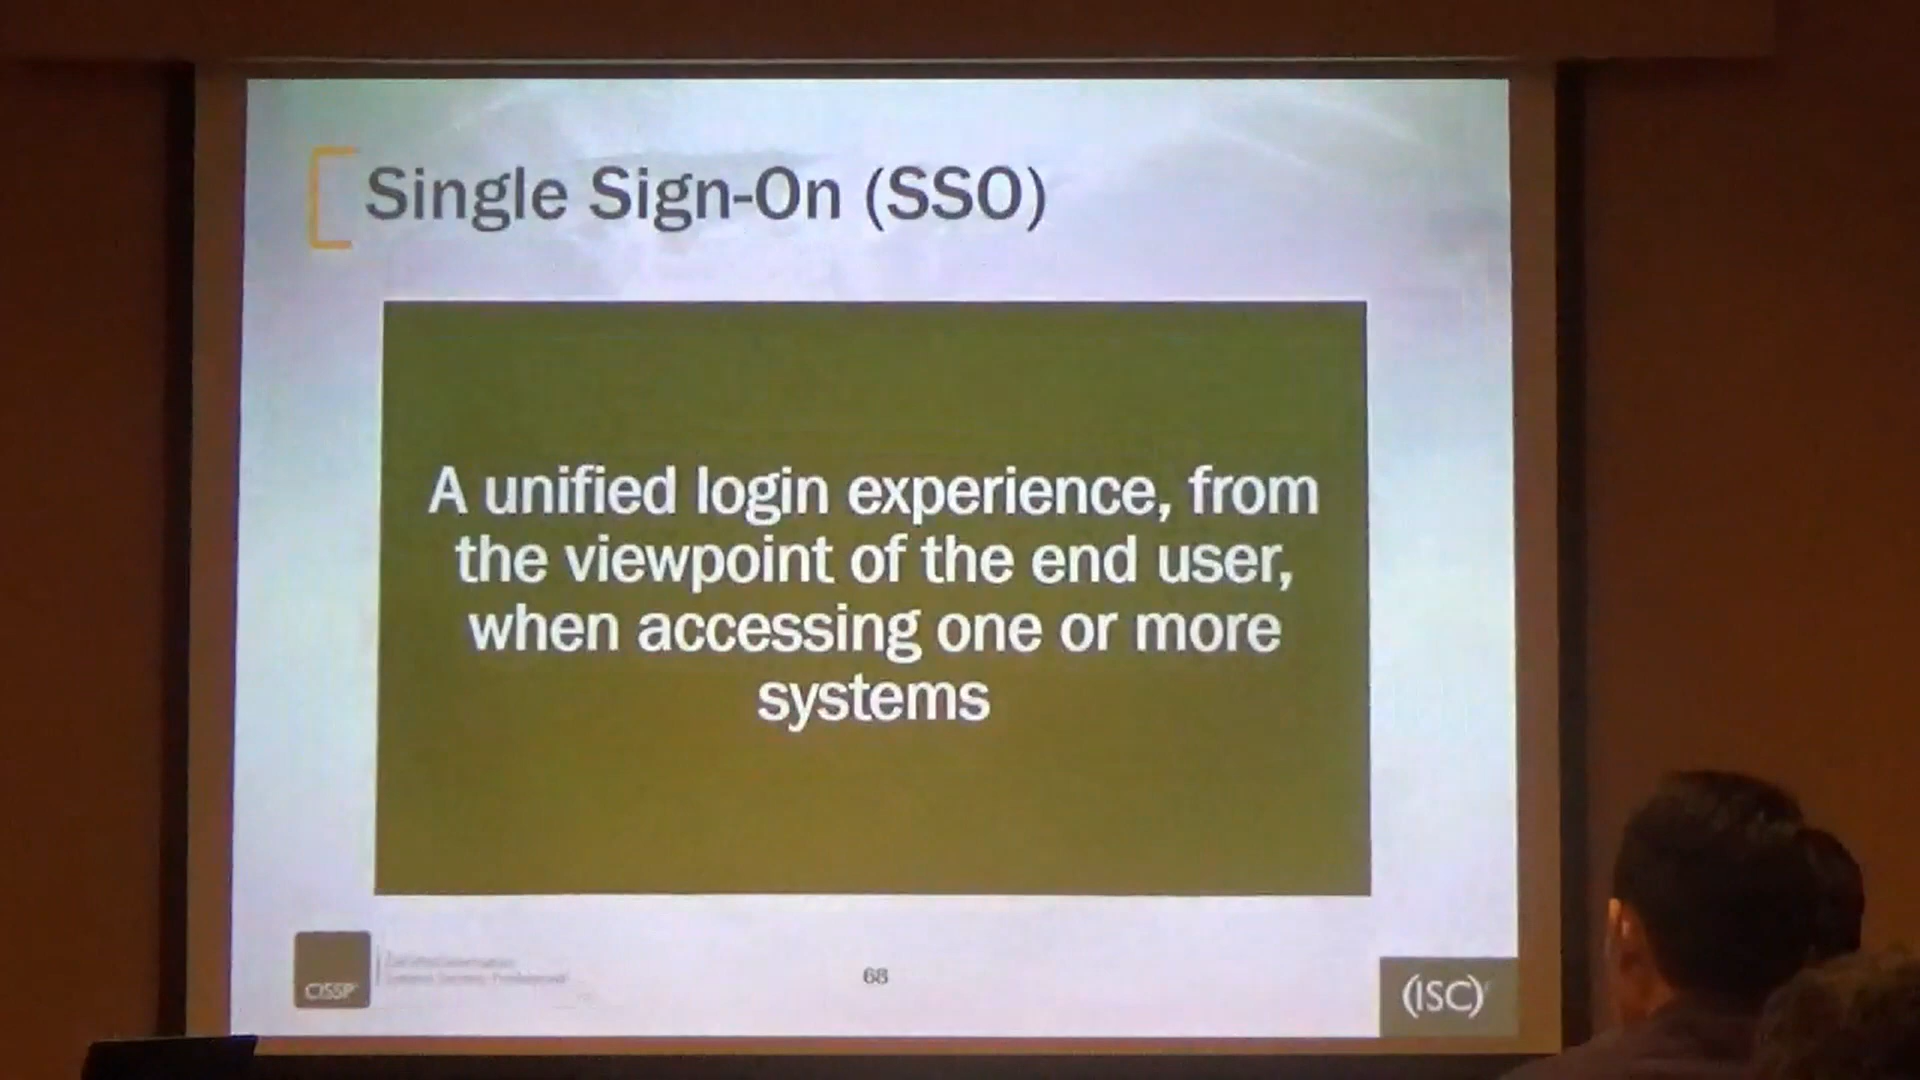 Single Sign-On (SSO)
A unified login experience, from
the viewpoint of the end user,
when accessing one or more
systems
CISSP
68
(ISC)